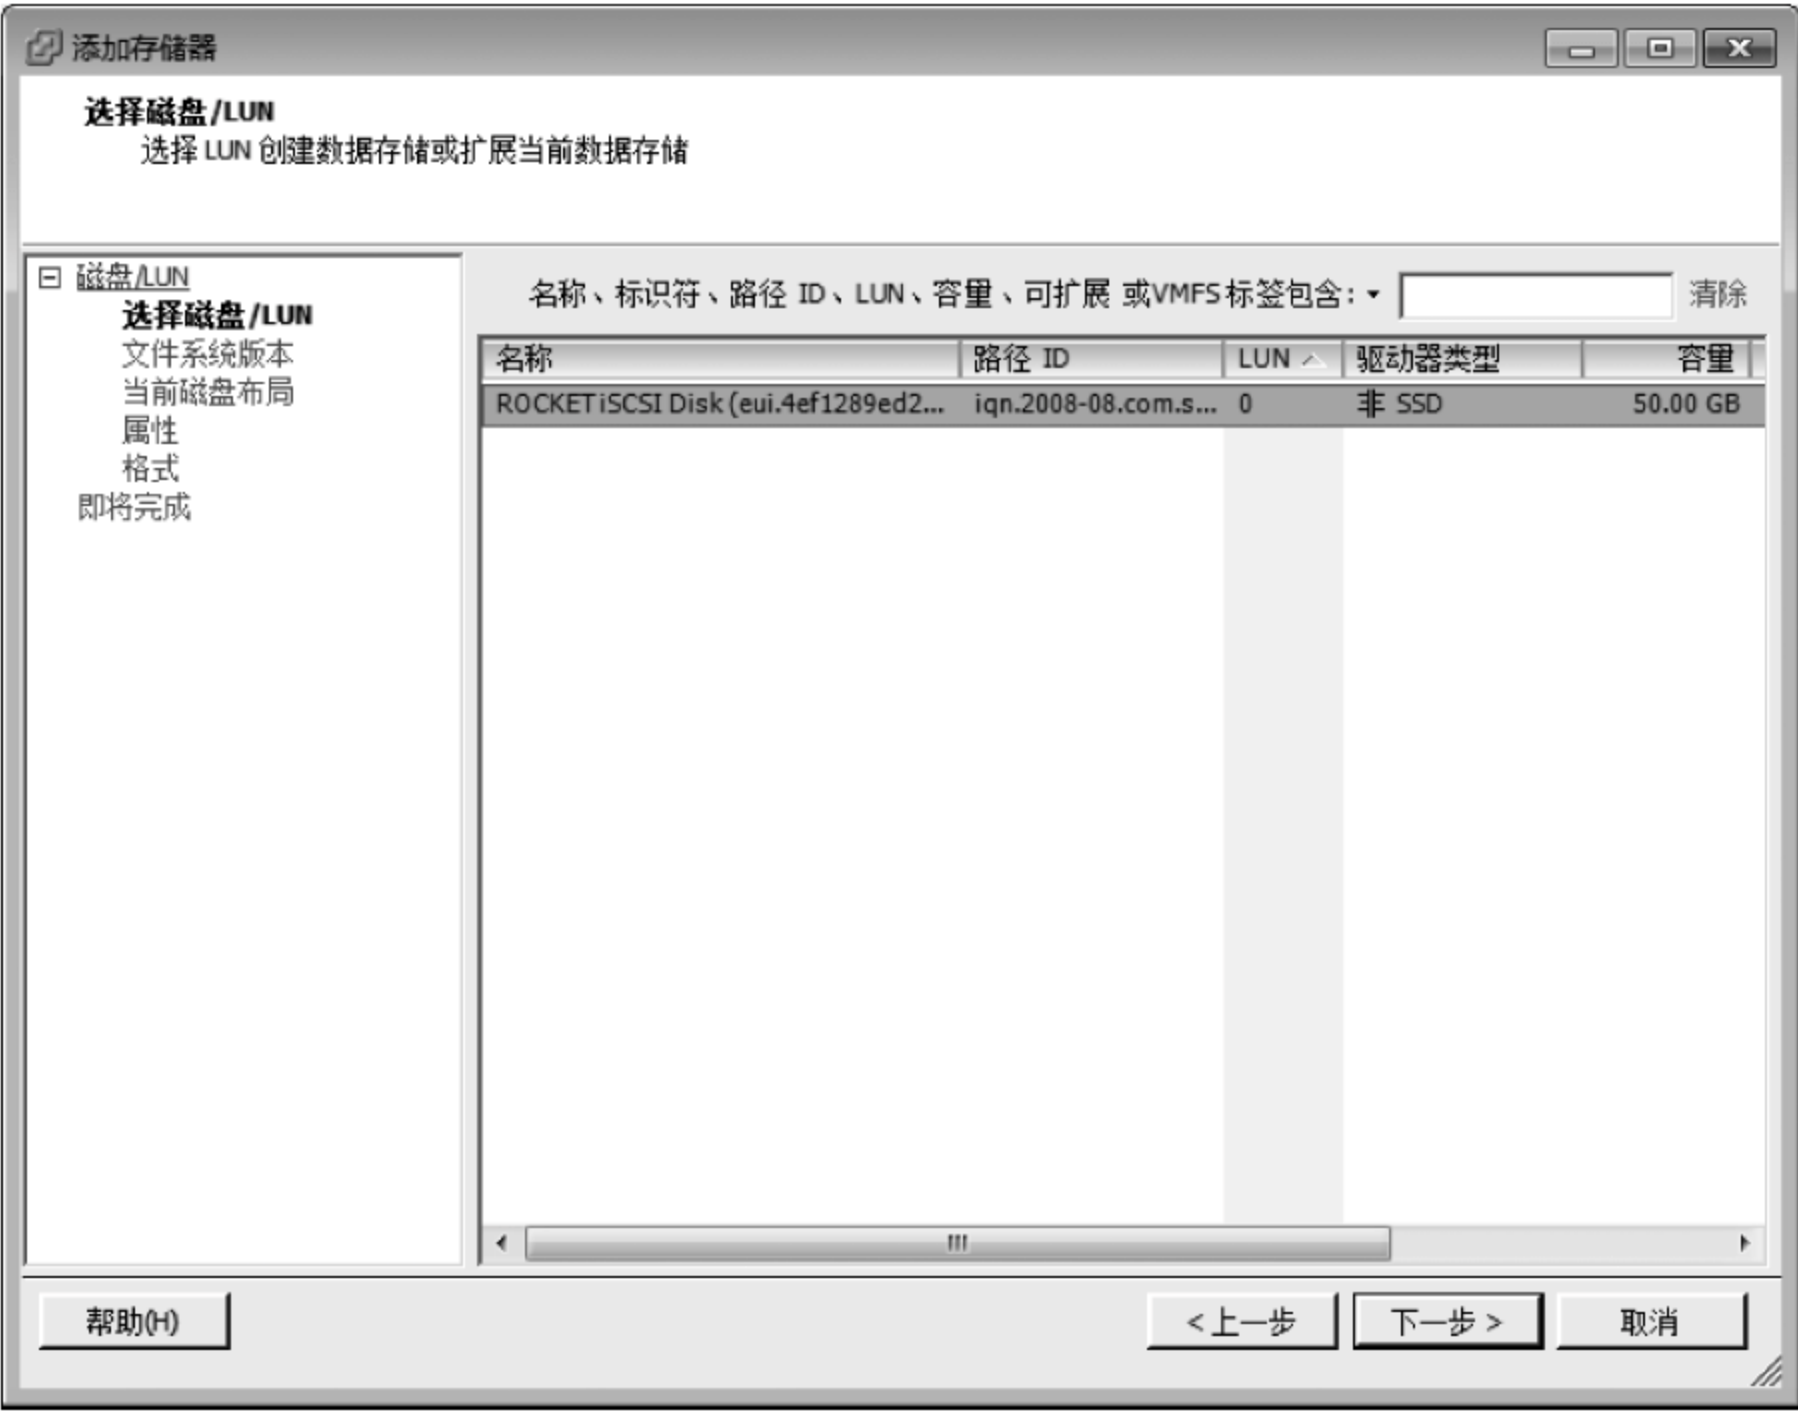 添加存储器
选择磁盘/LUN
选择 LUN 创建数据存储或扩展当前数据存储
磁盘/LUN
选择磁盘/LUN
文件系统版本
当前磁盘布局
属性
格式
即将完成
名称、标识符、路径 ID、LUN、容量、可扩展 或VMFS标签包含: 清除
名称 路径 ID LUN 驱动器类型 容量
ROCKET iSCSI Disk (eui.4ef1289ed2... iqn.2008-08.com.s... 0 非 SSD 50.00 GB
帮助(H) <上一步 下一步> 取消